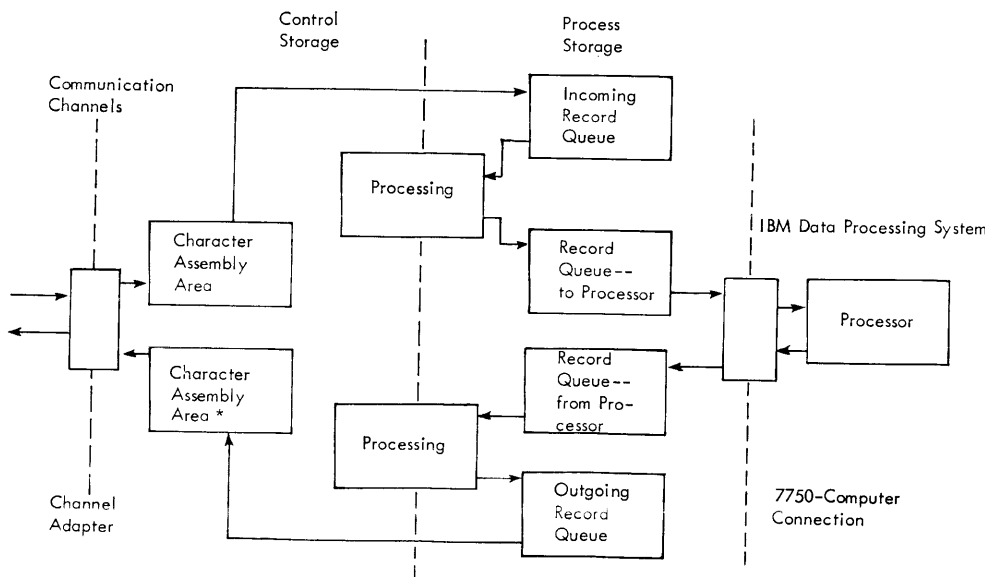 Control
Storage
Process
Storage
Communication
Channels
Incoming
Record
Queue
Processing
Character
Assembly
Area
Record
Queue--
to Processor
IBM Data Processing System
Processor
Character
Assembly
Area *
Record
Queue--
from Pro-
cessor
Processing
Channel
Adapter
Outgoing
Record
Queue
7750-Computer
Connection